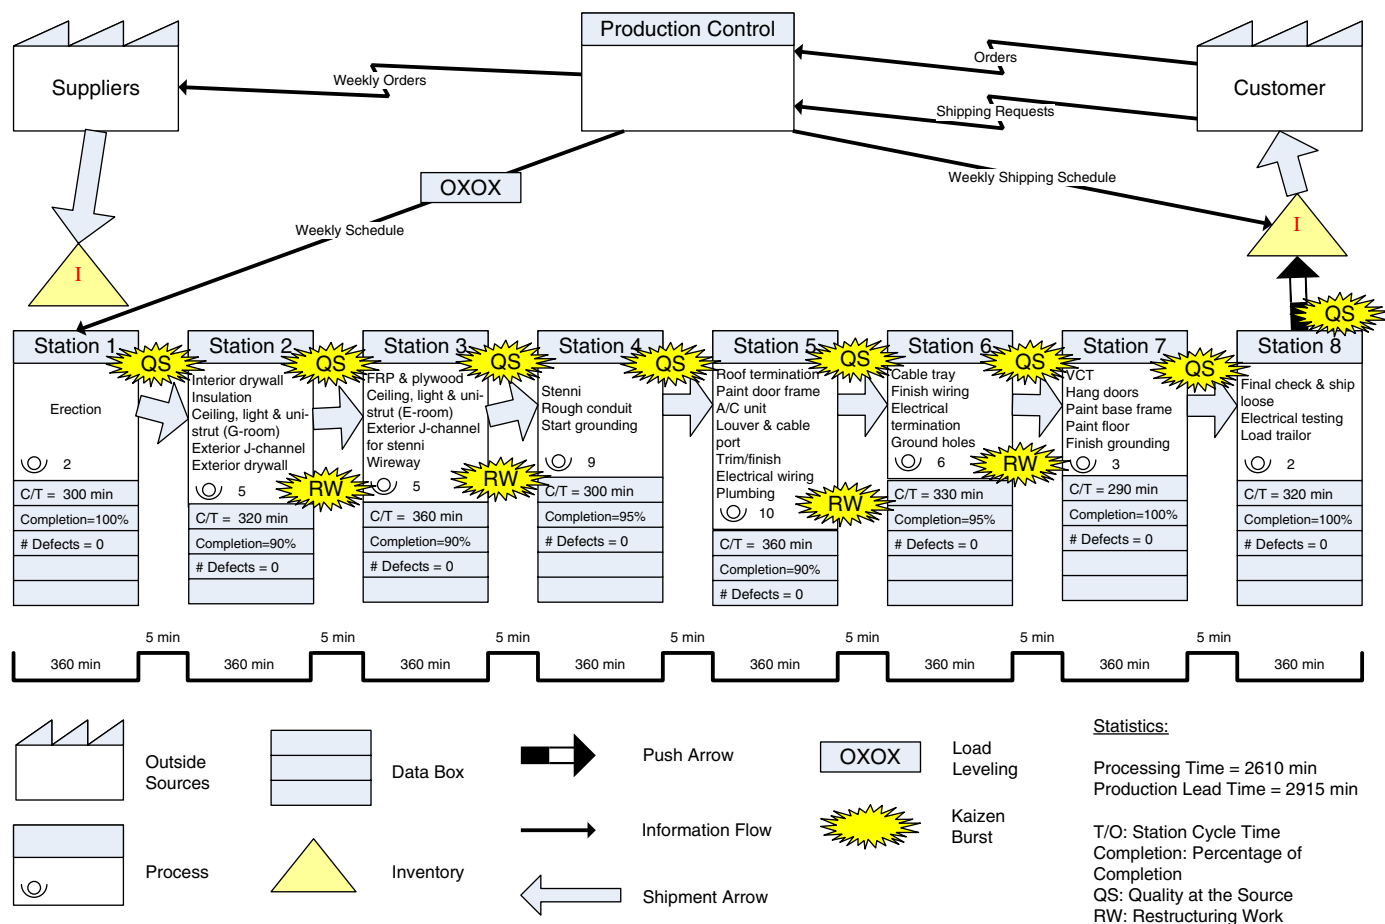 Production Control
Suppliers
Customer
Weekly Orders
Orders
Shipping Requests
OXOX
Weekly Shipping Schedule
Weekly Schedule
I
I
QS
Station 1
Erection
2
C/T = 300 min
Completion=100%
# Defects = 0
QS
Station 2
Interior drywall
Insulation
Ceiling, light & uni-
strut (G-room)
Exterior J-channel
Exterior drywall
5
C/T = 320 min
Completion=90%
# Defects = 0
QS
RW
Station 3
FRP & plywood
Ceiling, light & uni-
strut (E-room)
Exterior J-channel
for stenni
Wireway
5
C/T = 360 min
Completion=90%
# Defects = 0
QS
RW
Station 4
Stenni
Rough conduit
Start grounding
9
C/T = 300 min
Completion=95%
# Defects = 0
QS
Station 5
Roof termination
Paint door frame
A/C unit
Louver & cable
port
Trim/finish
Electrical wiring
Plumbing
10
C/T = 360 min
Completion=90%
# Defects = 0
QS
RW
Station 6
Cable tray
Finish wiring
Electrical
termination
Ground holes
6
C/T = 330 min
Completion=95%
# Defects = 0
QS
RW
Station 7
VCT
Hang doors
Paint base frame
Paint floor
Finish grounding
3
C/T = 290 min
Completion=100%
# Defects = 0
QS
Station 8
Final check & ship
loose
Electrical testing
Load trailor
2
C/T = 320 min
Completion=100%
# Defects = 0
5 min 5 min 5 min 5 min 5 min 5 min 5 min
360 min 360 min 360 min 360 min 360 min 360 min 360 min 360 min
Outside
Sources
Process
Data Box
Inventory
Push Arrow
Information Flow
Shipment Arrow
OXOX
Load
Leveling
Kaizen
Burst
Statistics:
Processing Time = 2610 min
Production Lead Time = 2915 min
T/O: Station Cycle Time
Completion: Percentage of
Completion
QS: Quality at the Source
RW: Restructuring Work